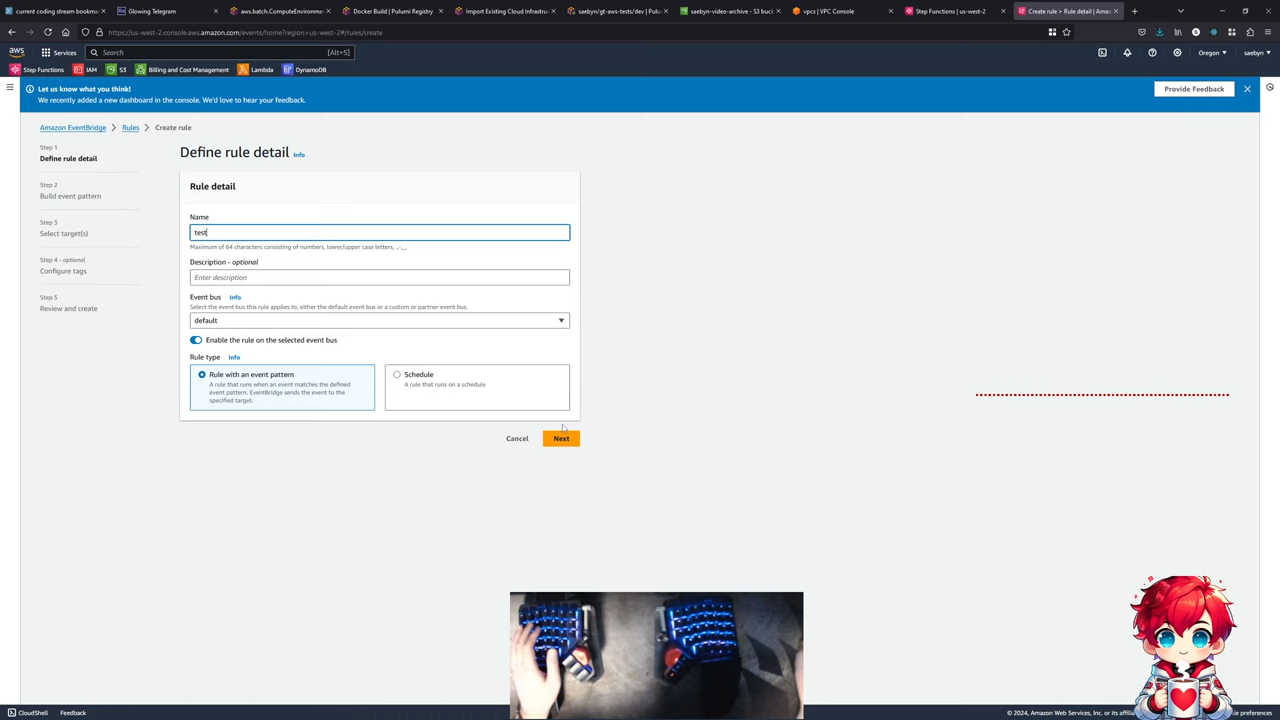 current coding stream bookma
Glowing Telegram
aws.batch.ComputeEnvironmen
Docker Build | Pulumi Registry
Import Existing Cloud Infrastruc
saebyn/gt-aws-tests/dev | Pulu
saebyn-video-archive - S3 buc
vpcs | VPC Console
Step Functions | us-west-2
Create rule > Rule detail | Amaz
https://us-west-2.console.aws.amazon.com/events/home?region=us-west-2#/rules/create
aws
Services
Search
[Alt+S]
Oregon
saebyn
Step Functions
IAM
S3
Billing and Cost Management
Lambda
DynamoDB
Let us know what you think!
We recently added a new dashboard in the console. We'd love to hear your feedback.
Provide Feedback
Amazon EventBridge
Rules
Create rule
Step 1
Define rule detail
Step 2
Build event pattern
Step 3
Select target(s)
Step 4 - optional
Configure tags
Step 5
Review and create
Define rule detail
Info
Rule detail
Name
test
Maximum of 64 characters consisting of numbers, lower/upper case letters, .,-,_.
Description - optional
Enter description
Event bus
Info
Select the event bus this rule applies to, either the default event bus or a custom or partner event bus.
default
Enable the rule on the selected event bus
Rule type
Info
Rule with an event pattern
A rule that runs when an event matches the defined
event pattern. EventBridge sends the event to the
specified target.
Schedule
A rule that runs on a schedule
Cancel
Next
CloudShell
Feedback
© 2024, Amazon Web Services, Inc. or its affilia
kie preferences